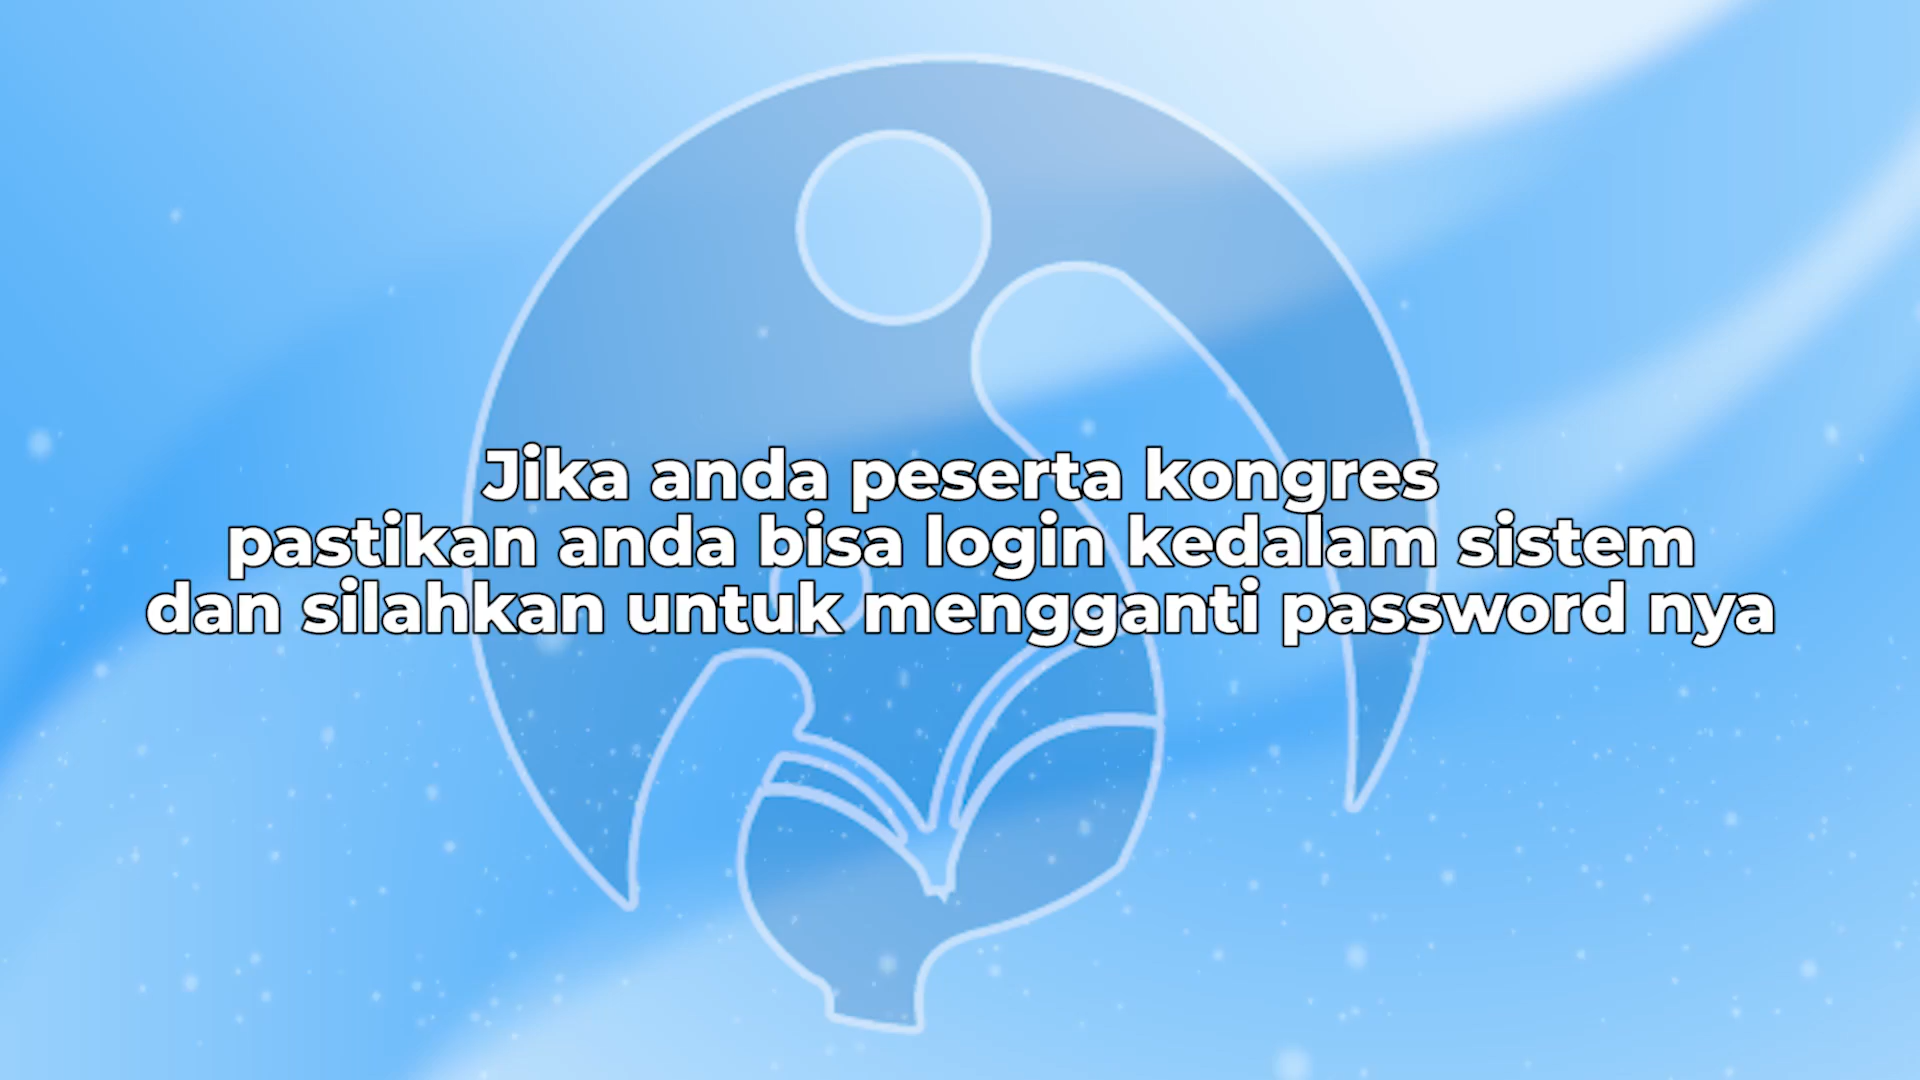 Jika anda peserta kongres
pastikan anda bisa login kedalam sistem
dan silahkan untuk mengganti password nya